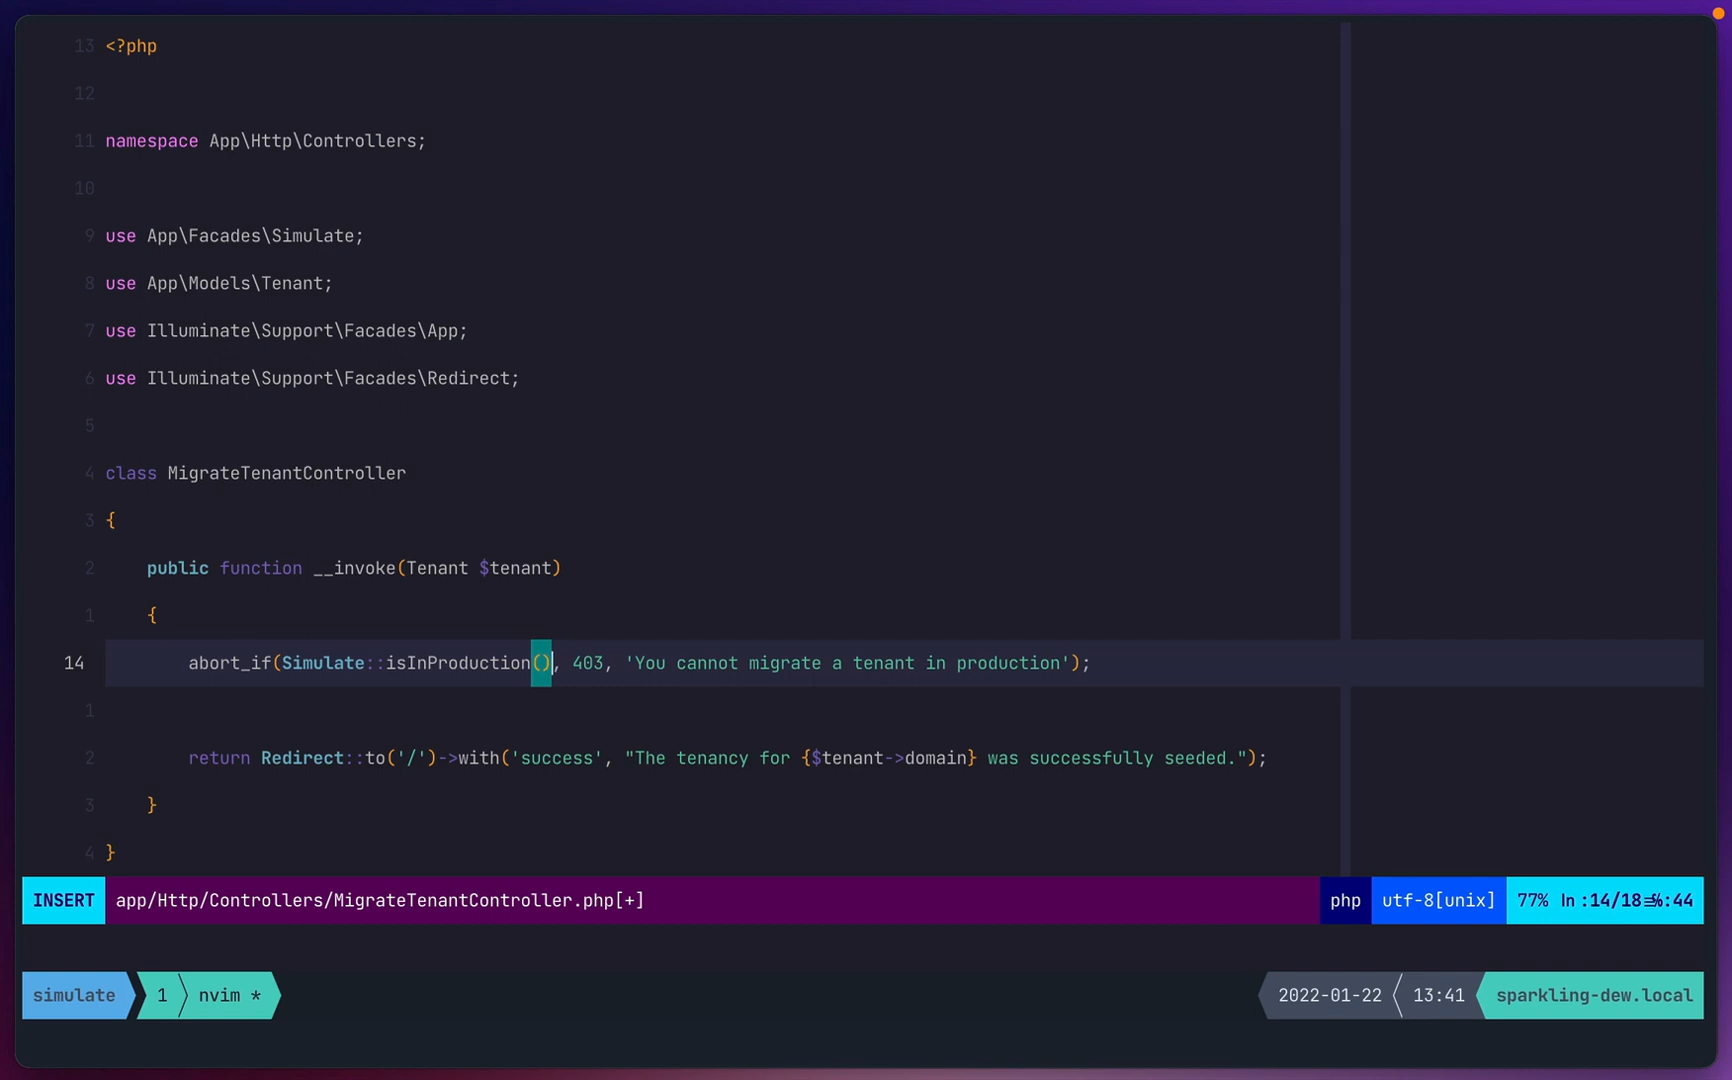 13 <?php
12
11 namespace App\Http\Controllers;
10
9 use App\Facades\Simulate;
8 use App\Models\Tenant;
7 use Illuminate\Support\Facades\App;
6 use Illuminate\Support\Facades\Redirect;
5
4 class MigrateTenantController
3 {
2 public function __invoke(Tenant $tenant)
1 {
14 abort_if(Simulate::isInProduction(), 403, 'You cannot migrate a tenant in production');
1
2 return Redirect::to('/')->with('success', "The tenancy for {$tenant->domain} was successfully seeded.");
3 }
4 }
INSERT app/Http/Controllers/MigrateTenantController.php[+] php utf-8[unix] 77% ln :14/18≡%:44
simulate 1 nvim * 2022-01-22 13:41 sparkling-dew.local